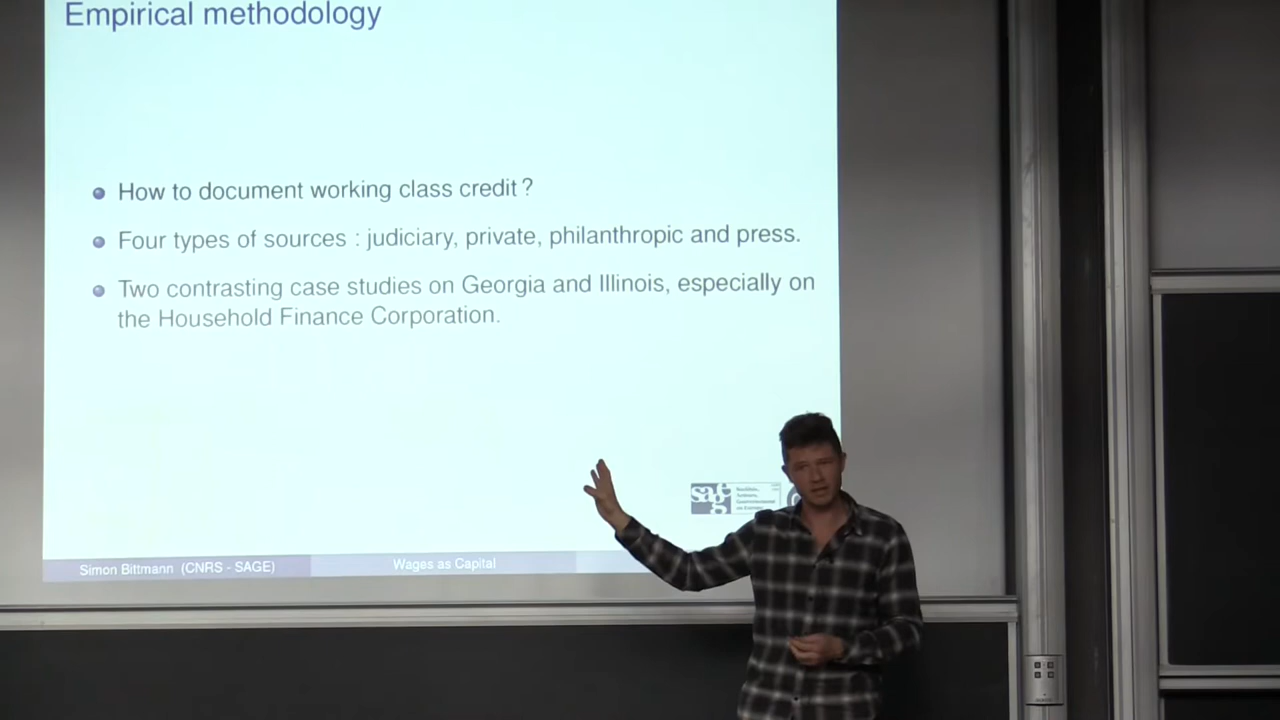 Empirical methodology
How to document working class credit ?
Four types of sources : judiciary, private, philanthropic and press.
Two contrasting case studies on Georgia and Illinois, especially on
the Household Finance Corporation.
sage
Simon Bittmann (CNRS - SAGE)
Wages as Capital